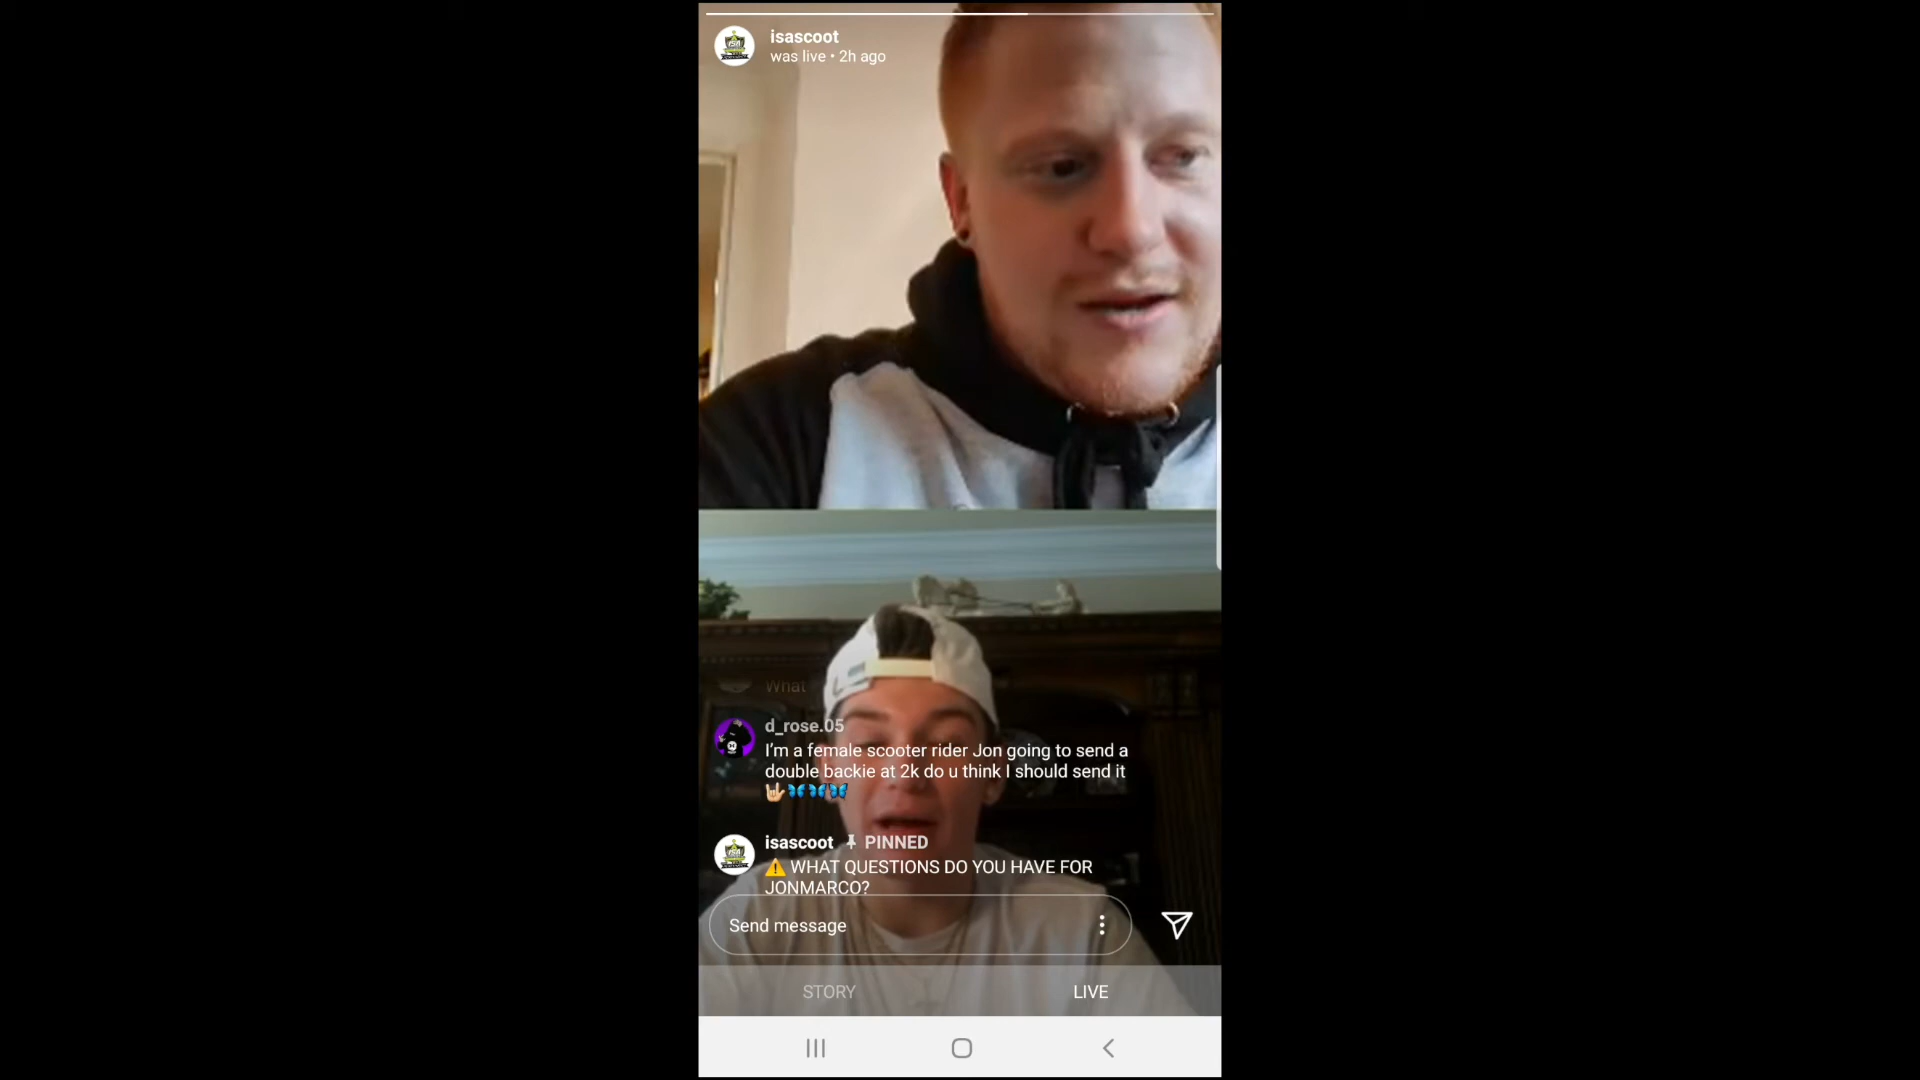 isascoot
was live • 2h ago
What
d_rose.05
I'm a female scooter rider Jon going to send a
double backie at 2k do u think I should send it
🤟🏼🦋🦋🦋
isascoot PINNED
⚠️ WHAT QUESTIONS DO YOU HAVE FOR
JONMARCO?
Send message
STORY
LIVE